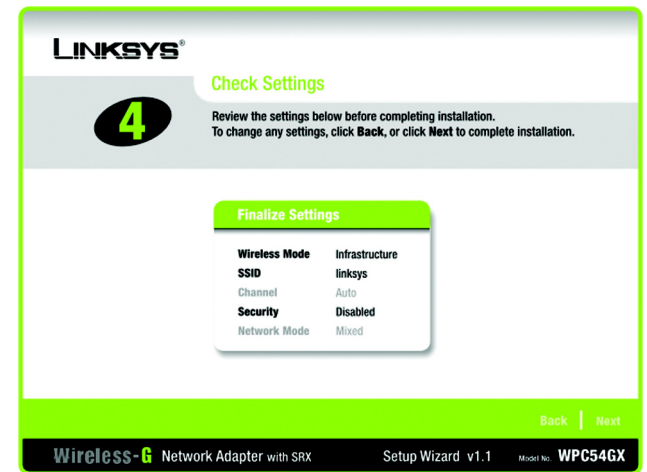 LINKSYS®
Check Settings
4
Review the settings below before completing installation.
To change any settings, click Back, or click Next to complete installation.
Finalize Settings
Wireless Mode Infrastructure
SSID linksys
Channel Auto
Security Disabled
Network Mode Mixed
Back | Next
Wireless-G Network Adapter with SRX Setup Wizard v1.1 Model No. WPC54GX